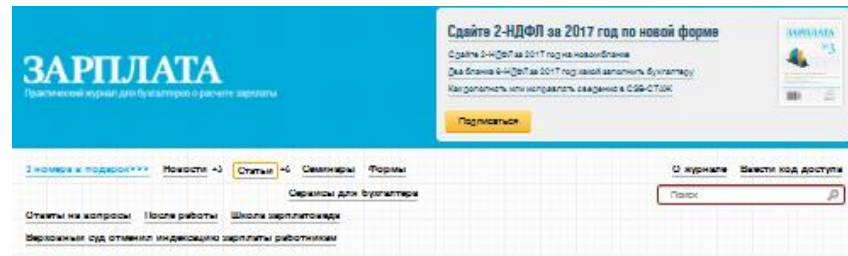 ЗАРПЛАТА
Практический журнал для бухгалтеров о расчете зарплаты
Сдайте 2-НДФЛ за 2017 год по новой форме
Сдайте 2-НДФЛ за 2017 год на новом бланке
Два бланка 6-НДФЛ за 2017 год: какой заполнить бухгалтеру
Как дополнить или исправить сведения в СЗВ-СТАЖ
Подписаться
ЗАРПЛАТА
№3
3 номера в подарок>>> Новости +3 Статьи +6 Семинары Формы
О журнале Ввести код доступа
Сервисы для бухгалтера
Поиск
Ответы на вопросы После работы Школа зарплатоведа
Верховный суд отменил индексацию зарплаты работникам